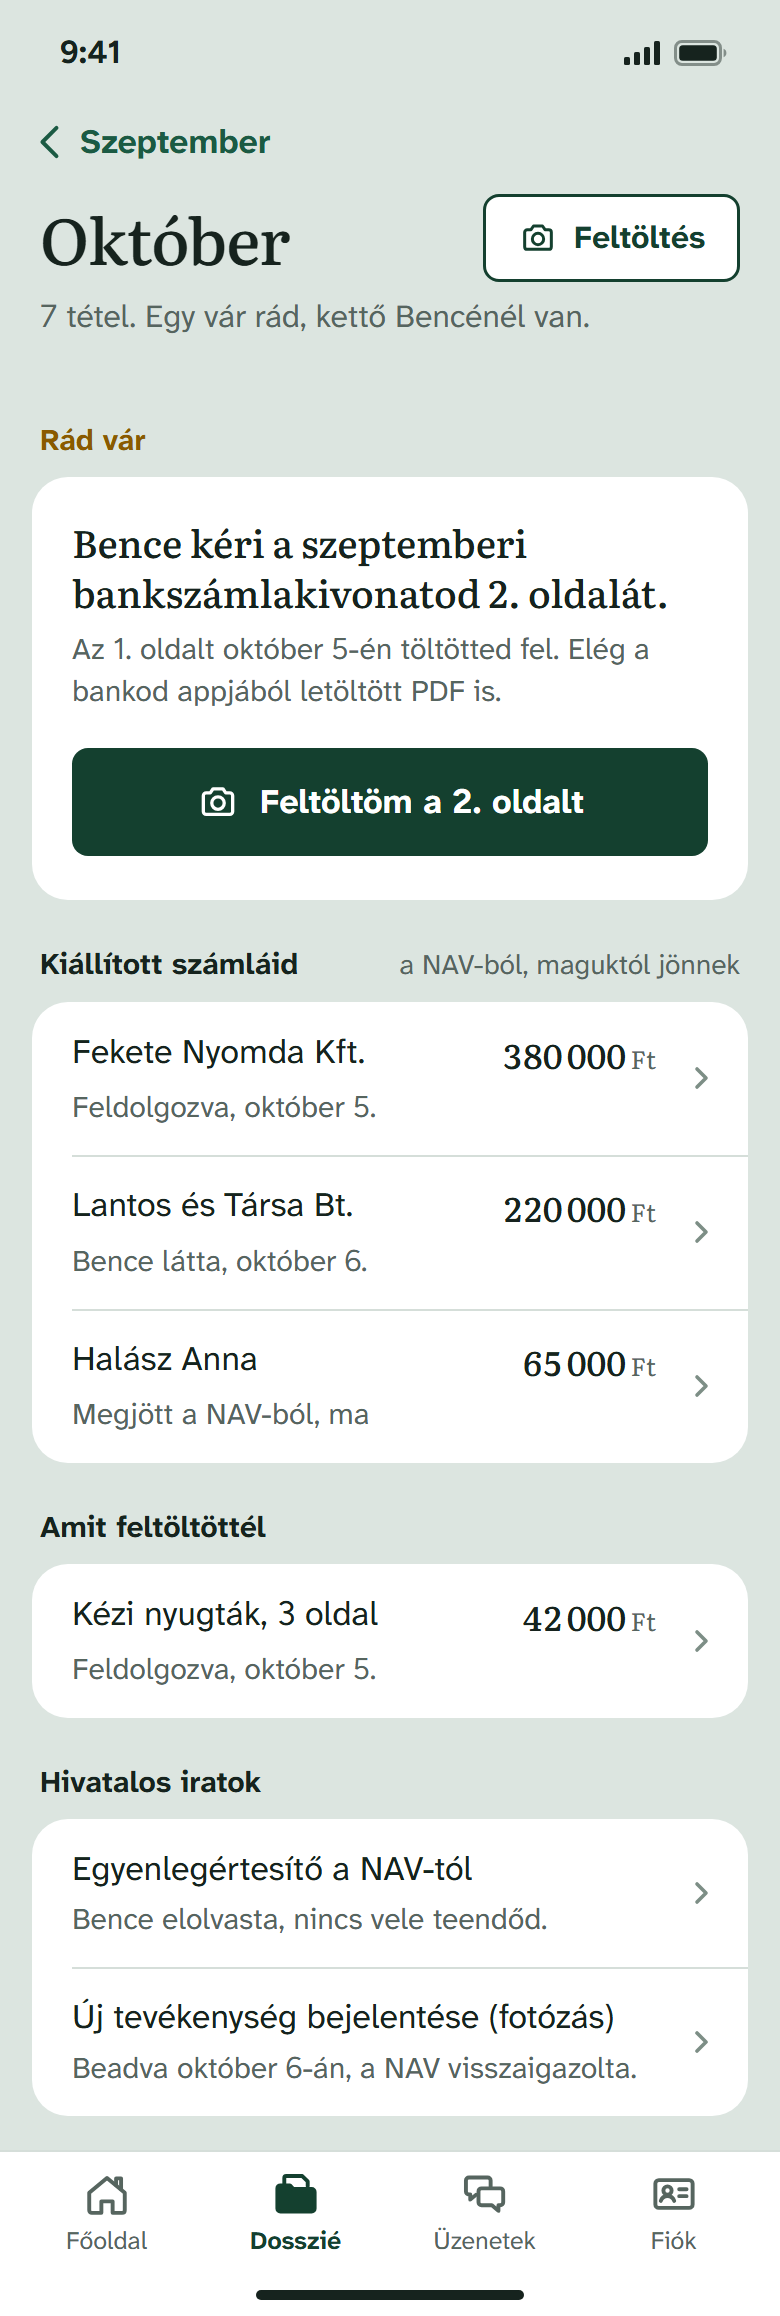 9:41
Szeptember
Október
Feltöltés
7 tétel. Egy vár rád, kettő Bencénél van.
Rád vár
Bence kéri a szeptemberi
bankszámlakivonatod 2. oldalát.
Az 1. oldalt október 5-én töltötted fel. Elég a
bankod appjából letöltött PDF is.
Feltöltöm a 2. oldalt
Kiállított számláid
a NAV-ból, maguktól jönnek
Fekete Nyomda Kft.
380 000 Ft
Feldolgozva, október 5.
Lantos és Társa Bt.
220 000 Ft
Bence látta, október 6.
Halász Anna
65 000 Ft
Megjött a NAV-ból, ma
Amit feltöltöttél
Kézi nyugták, 3 oldal
42 000 Ft
Feldolgozva, október 5.
Hivatalos iratok
Egyenlegértesítő a NAV-tól
Bence elolvasta, nincs vele teendőd.
Új tevékenység bejelentése (fotózás)
Beadva október 6-án, a NAV visszaigazolta.
Főoldal
Dosszié
Üzenetek
Fiók